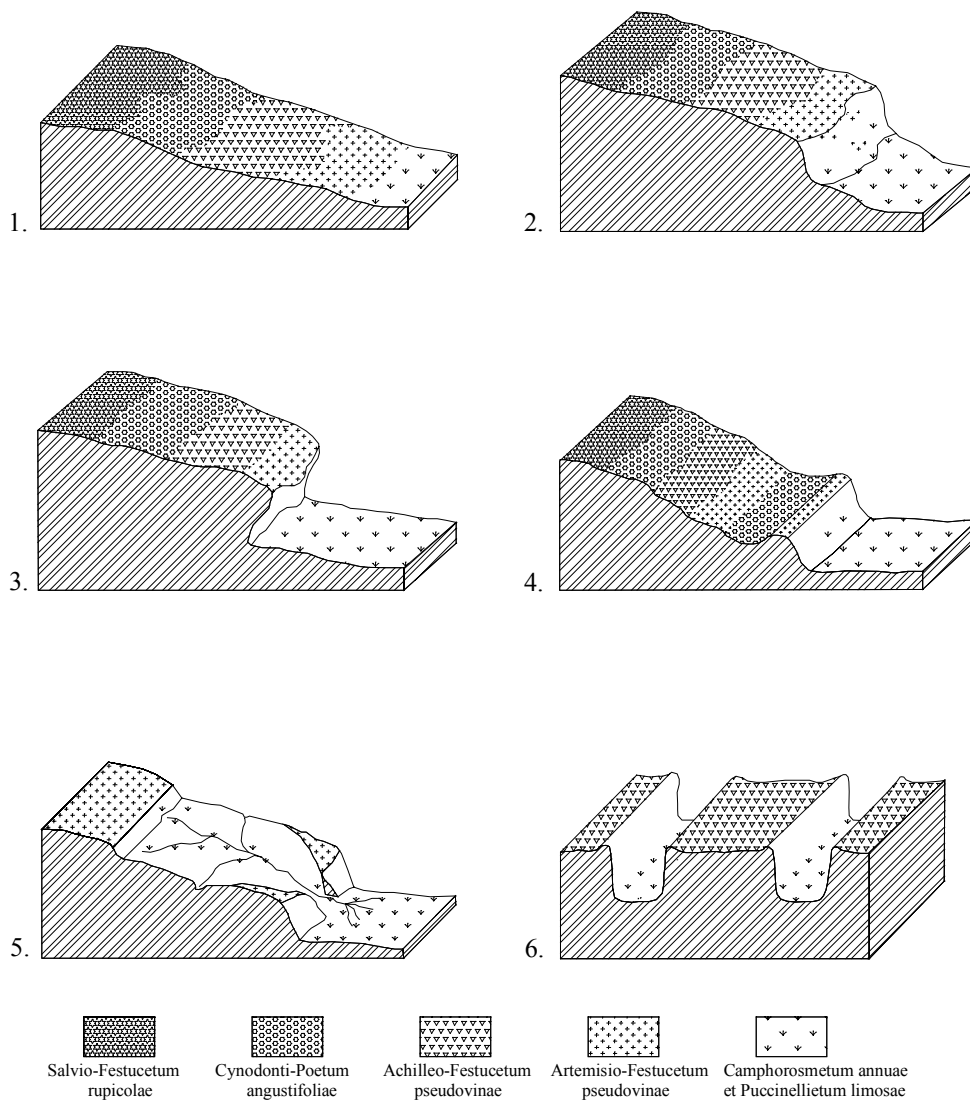 1.
2.
3.
4.
5.
6.
Salvio-Festucetum
rupicolae
Cynodonti-Poetum
angustifoliae
Achilleo-Festucetum
pseudovinae
Artemisio-Festucetum
pseudovinae
Camphorosmetum annuae
et Puccinellietum limosae